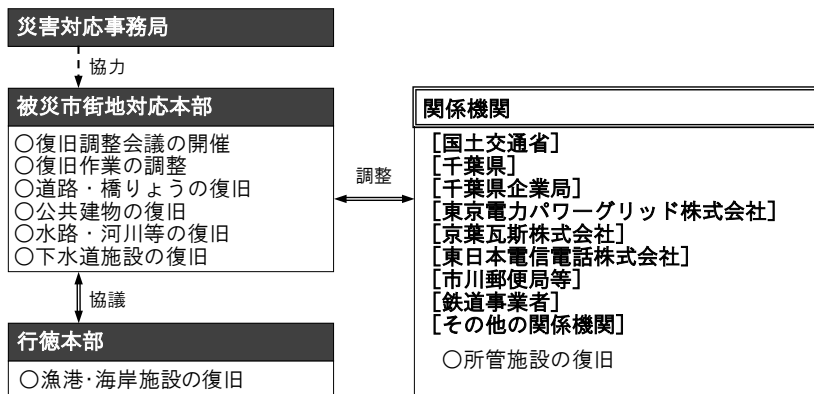 災害対応事務局
協力
被災市街地対応本部
○復旧調整会議の開催
○復旧作業の調整
○道路・橋りょうの復旧
○公共建物の復旧
○水路・河川等の復旧
○下水道施設の復旧
協議
行徳本部
○漁港・海岸施設の復旧
調整
関係機関
[国土交通省]
[千葉県]
[千葉県企業局]
[東京電力パワーグリッド株式会社]
[京葉瓦斯株式会社]
[東日本電信電話株式会社]
[市川郵便局等]
[鉄道事業者]
[その他の関係機関]
○所管施設の復旧